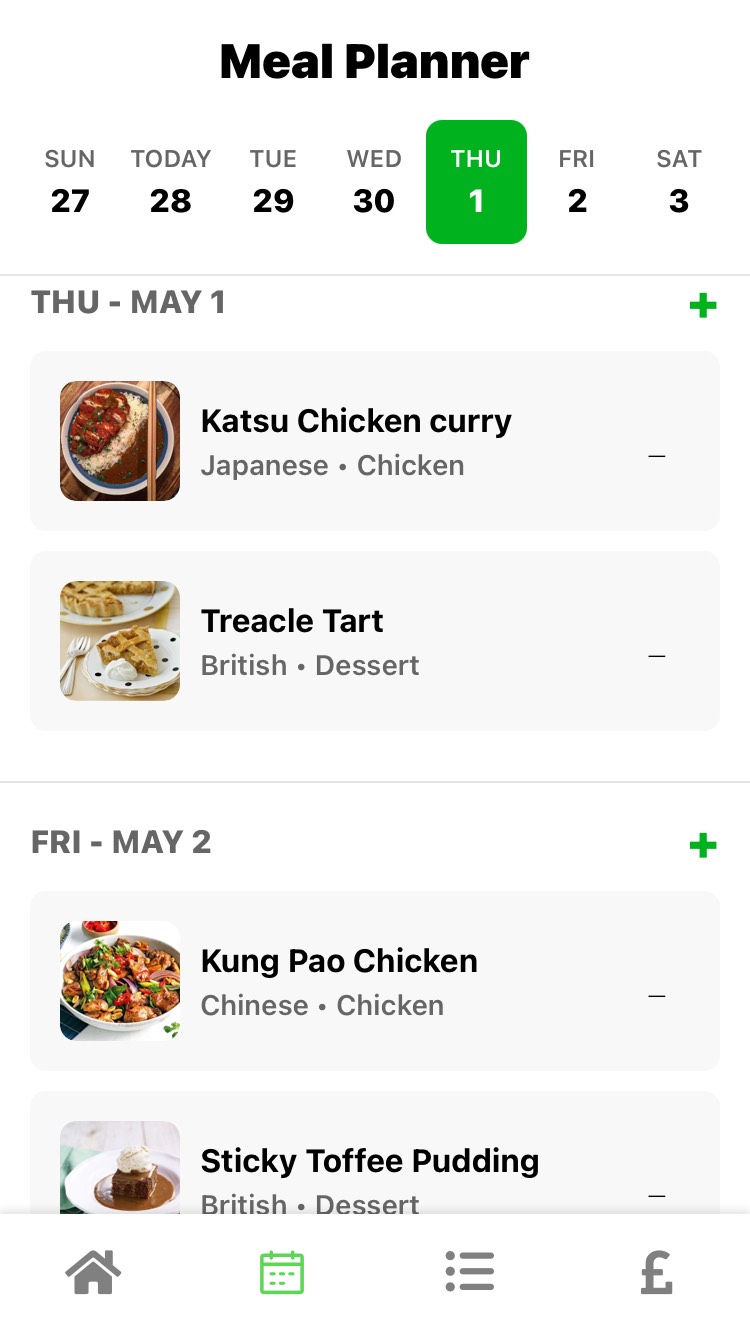 Meal Planner
SUN TODAY TUE WED THU FRI SAT
27 28 29 30 1 2 3
THU - MAY 1
Katsu Chicken curry
Japanese • Chicken
Treacle Tart
British • Dessert
FRI - MAY 2
Kung Pao Chicken
Chinese • Chicken
Sticky Toffee Pudding
British • Dessert
£